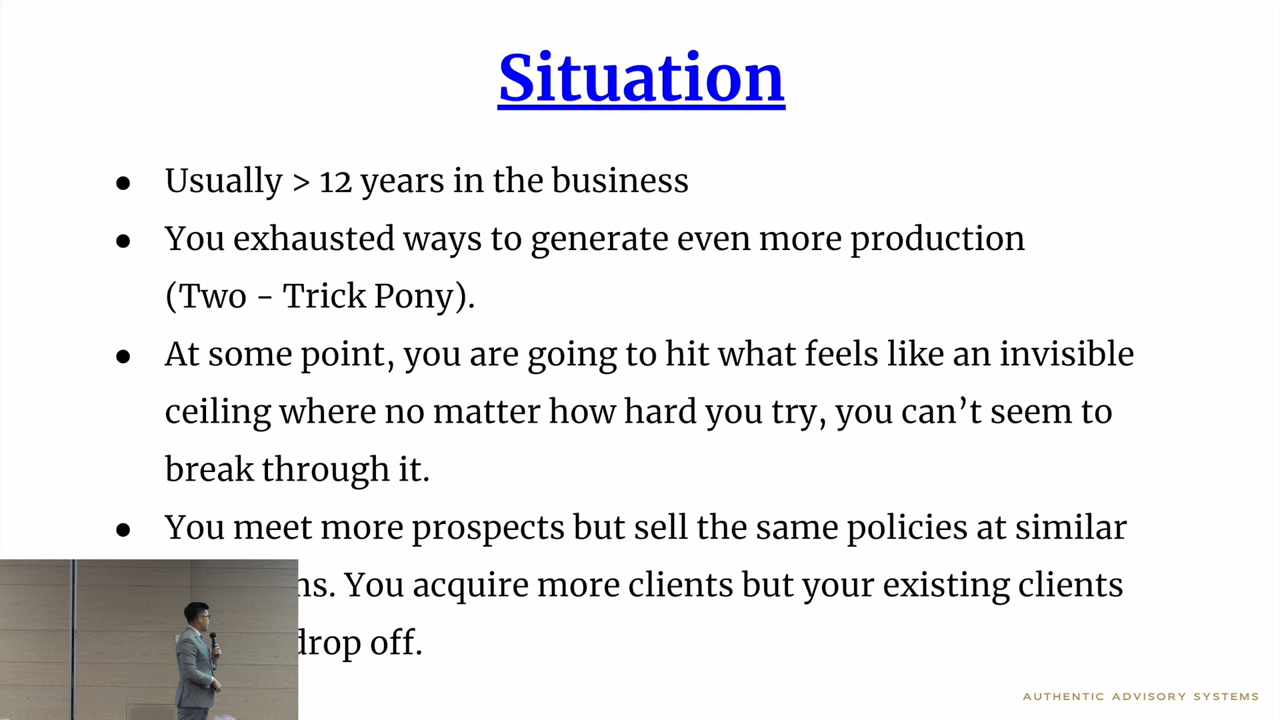 Situation
● Usually > 12 years in the business
● You exhausted ways to generate even more production
(Two - Trick Pony).
● At some point, you are going to hit what feels like an invisible
ceiling where no matter how hard you try, you can’t seem to
break through it.
● You meet more prospects but sell the same policies at similar
ns. You acquire more clients but your existing clients
drop off.
AUTHENTIC ADVISORY SYSTEMS